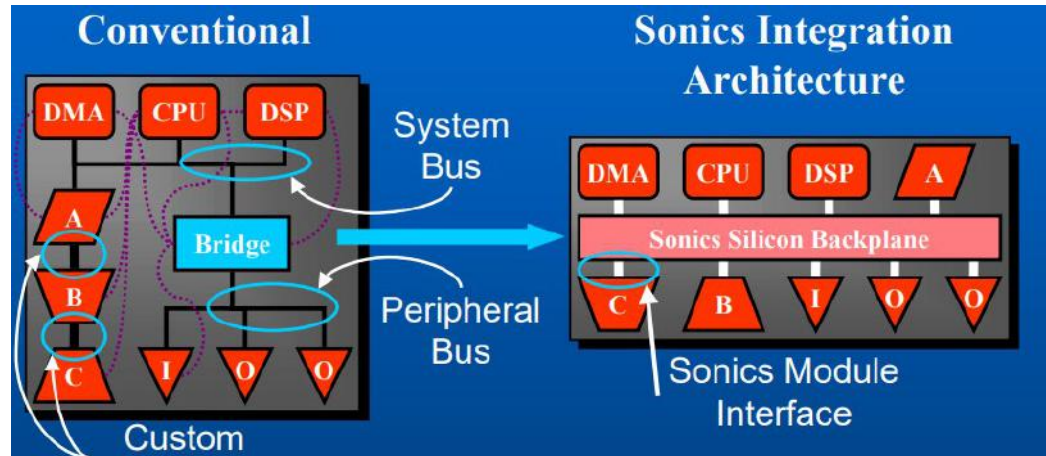 Conventional
DMA CPU DSP
A
B
C
Bridge
I O O
System
Bus
Peripheral
Bus
Custom
Sonics Integration
Architecture
DMA CPU DSP A
Sonics Silicon Backplane
C B I O O
Sonics Module
Interface